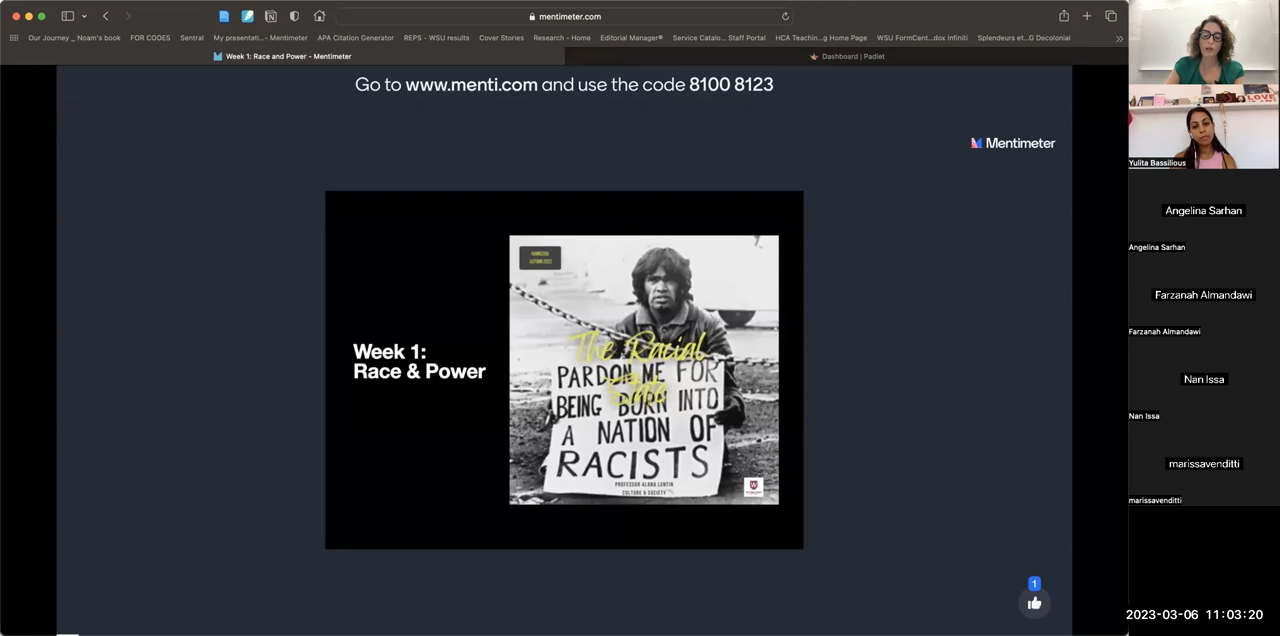 mentimeter.com
Our Journey _ Noam's book
FOR CODES
Sentral
My presentati...- Mentimeter
APA Citation Generator
REPS - WSU results
Cover Stories
Research - Home
Editorial Manager®
Service Catalo... Staff Portal
HCA Teachin...g Home Page
WSU FormCent...dox Infiniti
Splendeurs et...G Decolonial
Week 1: Race and Power - Mentimeter
Dashboard | Padlet
Go to www.menti.com and use the code 8100 8123
Mentimeter
Week 1:
Race & Power
AUTUMN 2023
The Racial
State
PARDON ME FOR
BEING BORN INTO
A NATION OF
RACISTS
PROFESSOR ALANA LENTIN
CULTURE & SOCIETY
1
LOVE
Yulita Bassilious
Angelina Sarhan
Angelina Sarhan
Farzanah Almandawi
Farzanah Almandawi
Nan Issa
Nan Issa
marissavenditti
marissavenditti
2023-03-06 11:03:20